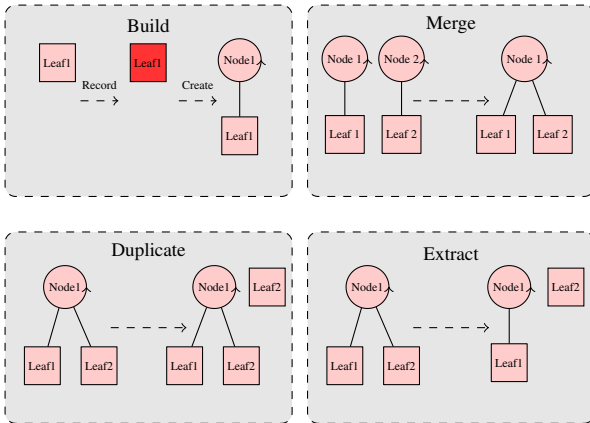 Build
Leaf1
Leaf1
Node1
Record
Create
Leaf1
Merge
Node 1
Node 2
Node 1
Leaf 1
Leaf 2
Leaf 1
Leaf 2
Duplicate
Node1
Node1
Leaf2
Leaf1
Leaf2
Leaf1
Leaf2
Extract
Node1
Node1
Leaf2
Leaf1
Leaf2
Leaf1